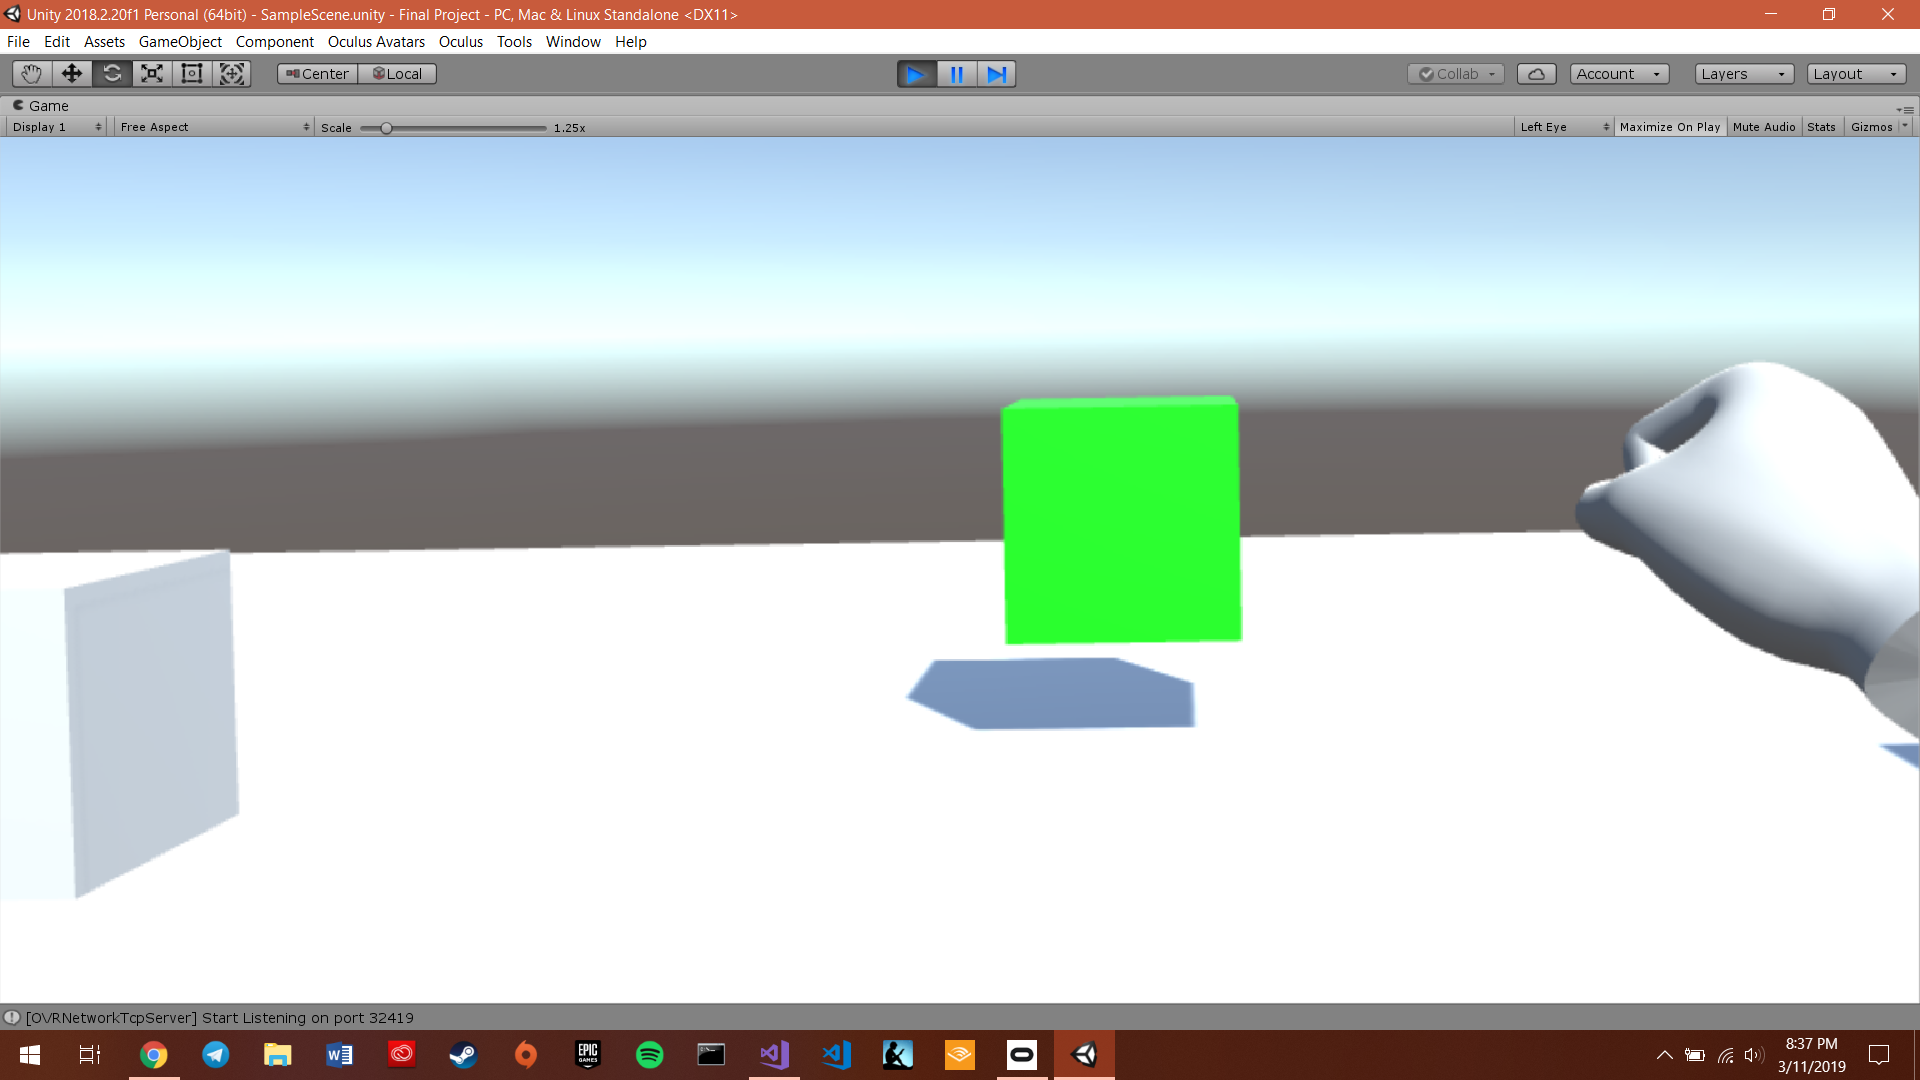 Unity 2018.2.20f1 Personal (64bit) - SampleScene.unity - Final Project - PC, Mac & Linux Standalone <DX11>
File Edit Assets GameObject Component Oculus Avatars Oculus Tools Window Help
Center Local Collab Account Layers Layout
Game
Display 1 Free Aspect Scale 1.25x Left Eye Maximize On Play Mute Audio Stats Gizmos
[OVRNetworkTcpServer] Start Listening on port 32419
EPIC
GAMES
8:37 PM
3/11/2019